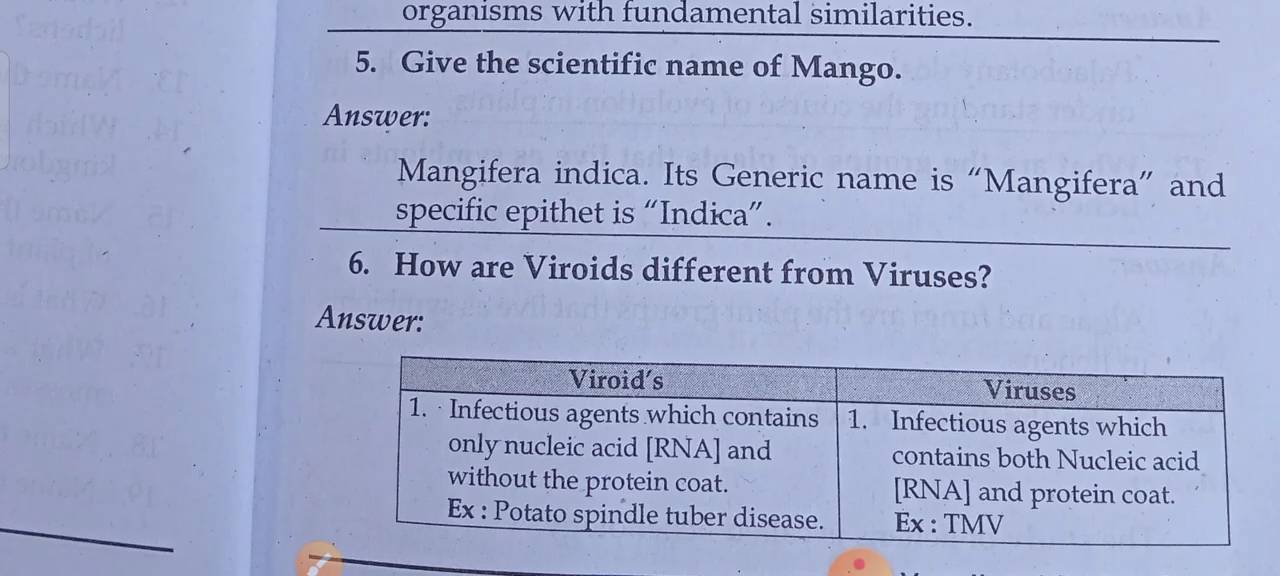 organisms with fundamental similarities.
5. Give the scientific name of Mango.
Answer:
Mangifera indica. Its Generic name is “Mangifera” and
specific epithet is “Indica”.
6. How are Viroids different from Viruses?
Answer:
Viroid's
1. Infectious agents which contains
only nucleic acid [RNA] and
without the protein coat.
Ex : Potato spindle tuber disease.
Viruses
1. Infectious agents which
contains both Nucleic acid
[RNA] and protein coat.
Ex : TMV